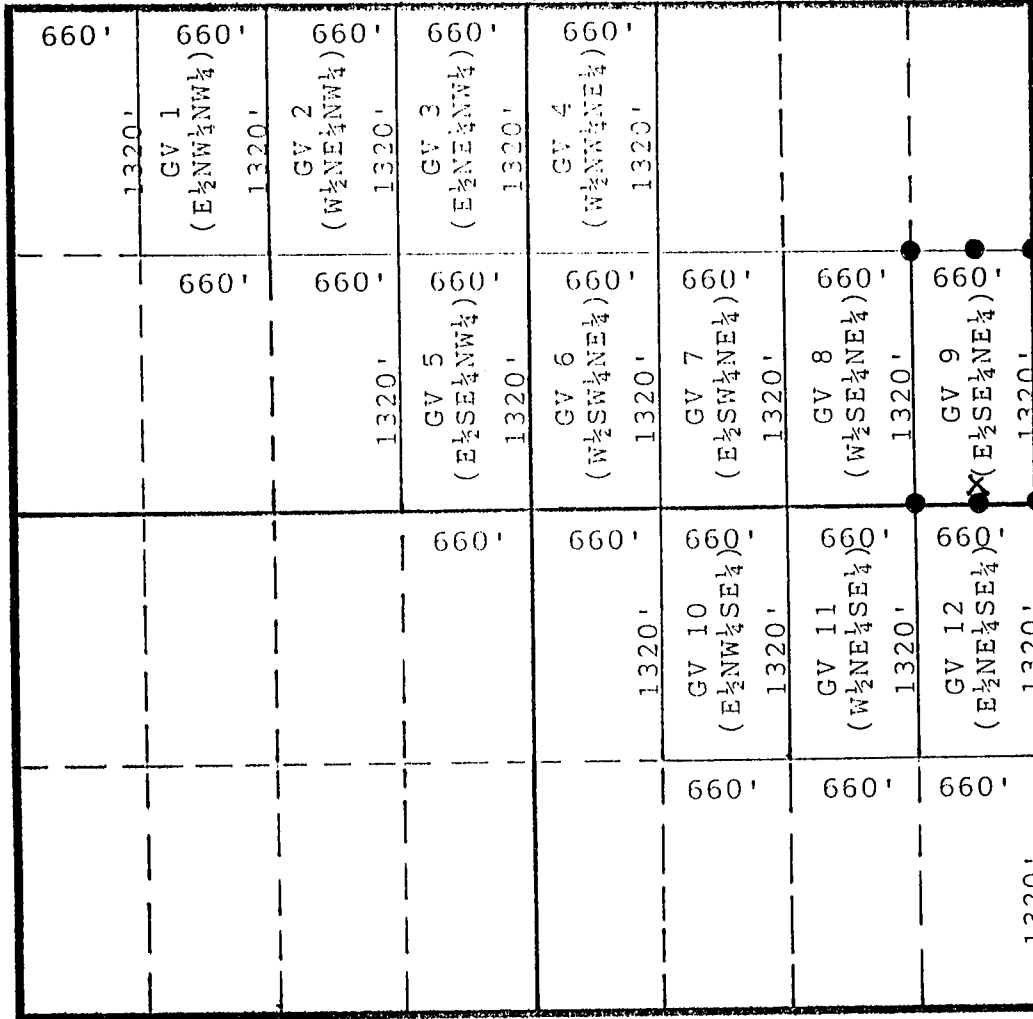 660' 660' 660' 660' 660'
1320'
GV 1
(E½NW¼NW¼)
1320'
GV 2
(W½NE¼NW¼)
1320'
GV 3
(E½NE¼NW¼)
1320'
GV 4
(W½NW¼NE¼)
1320'
660' 660' 660' 660' 660' 660' 660'
1320'
GV 5
(E½SE¼NW¼)
1320'
GV 6
(W½SW¼NE¼)
1320'
GV 7
(E½SW¼NE¼)
1320'
GV 8
(W½SE¼NE¼)
1320'
GV 9
X(E½SE¼NE¼)
1320'
660' 660' 660' 660' 660'
1320'
GV 10
(E½NW¼SE¼)
1320'
GV 11
(W½NE¼SE¼)
1320'
GV 12
(E½NE¼SE¼)
1320'
660' 660' 660'
1320'